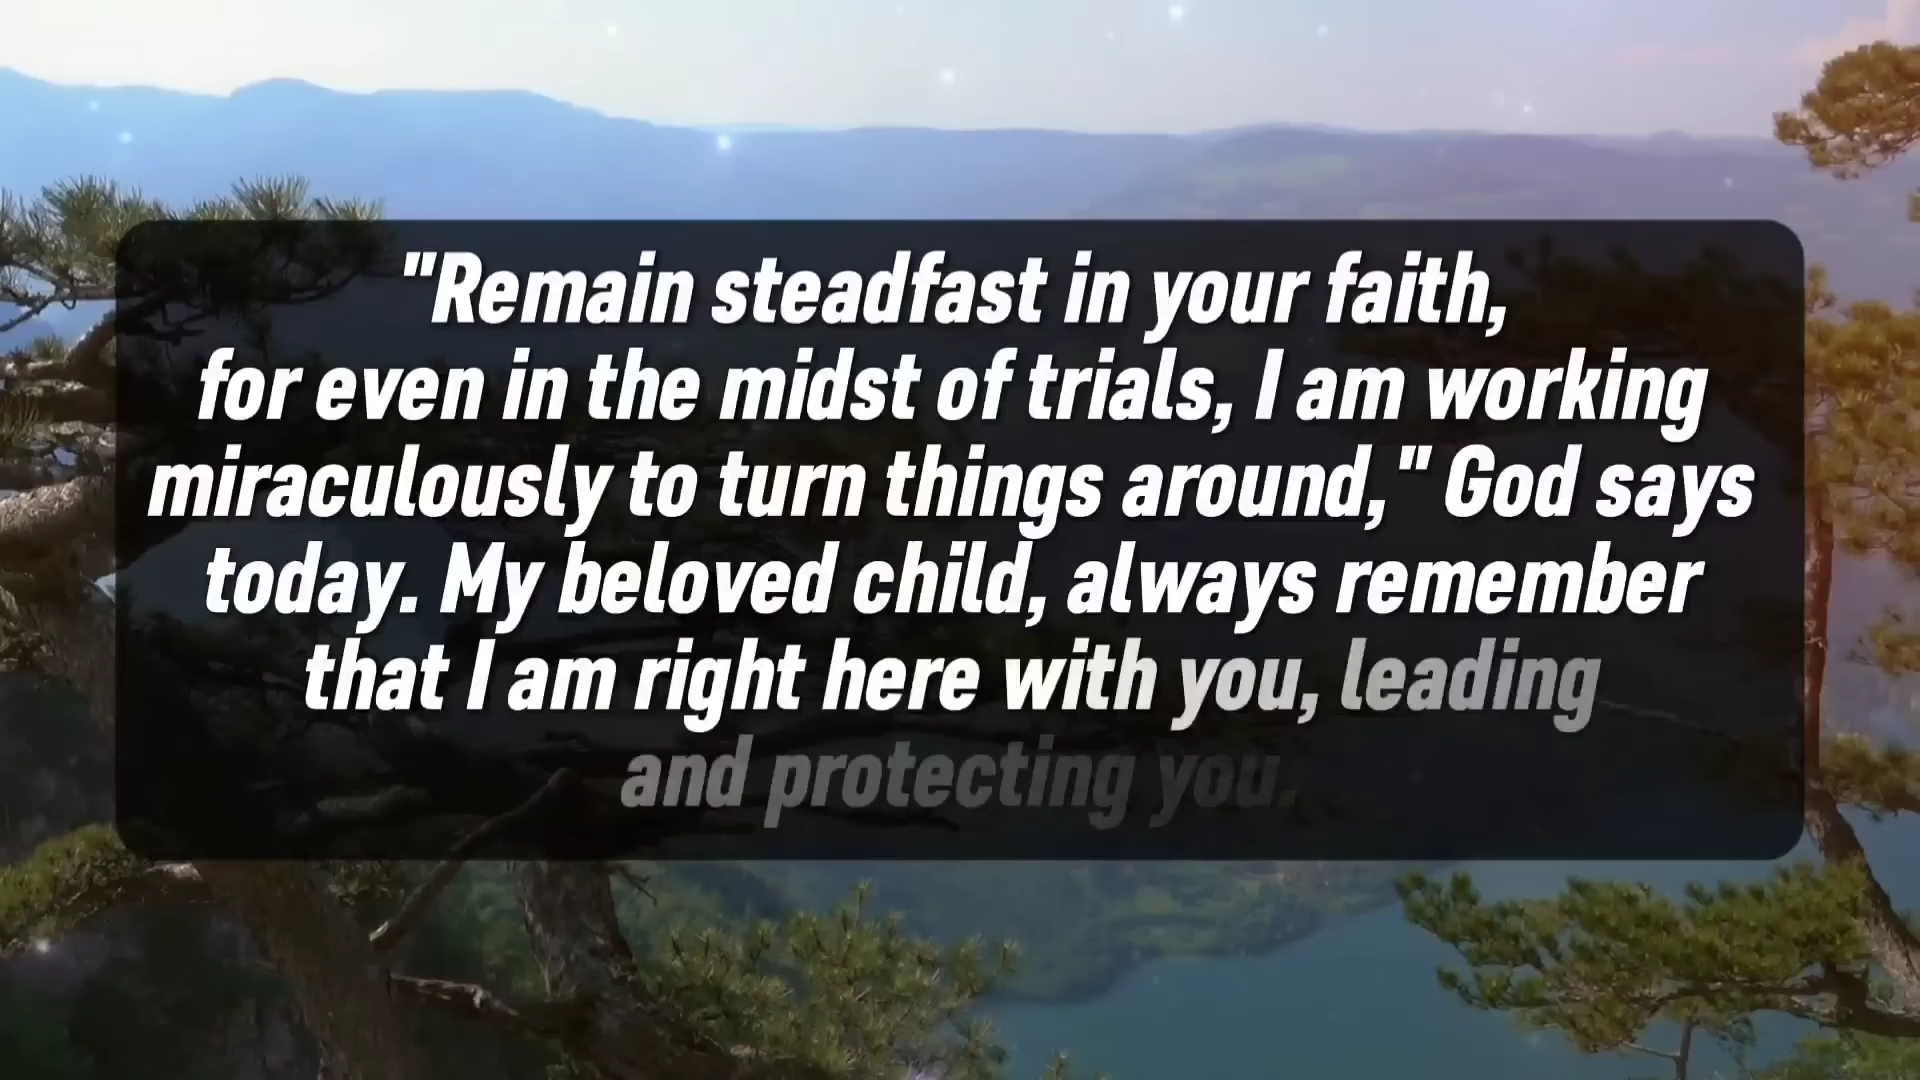 "Remain steadfast in your faith,
for even in the midst of trials, I am working
miraculously to turn things around," God says
today. My beloved child, always remember
that I am right here with you, leading
and protecting you.